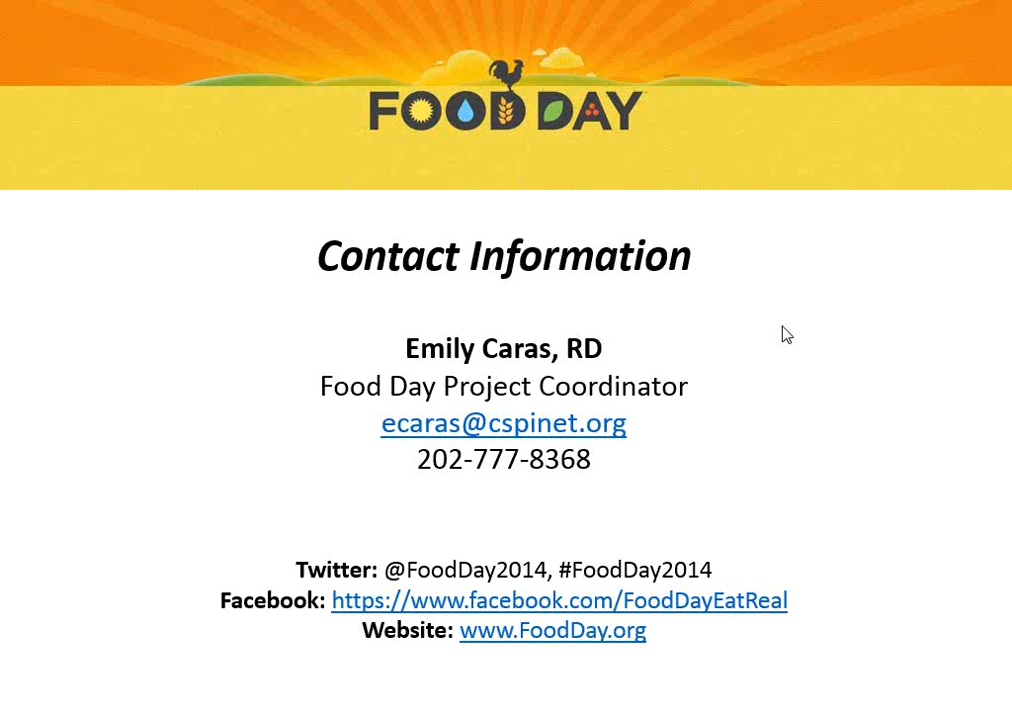 FOOD DAY
Contact Information
Emily Caras, RD
Food Day Project Coordinator
ecaras@cspinet.org
202-777-8368
Twitter: @FoodDay2014, #FoodDay2014
Facebook: https://www.facebook.com/FoodDayEatReal
Website: www.FoodDay.org